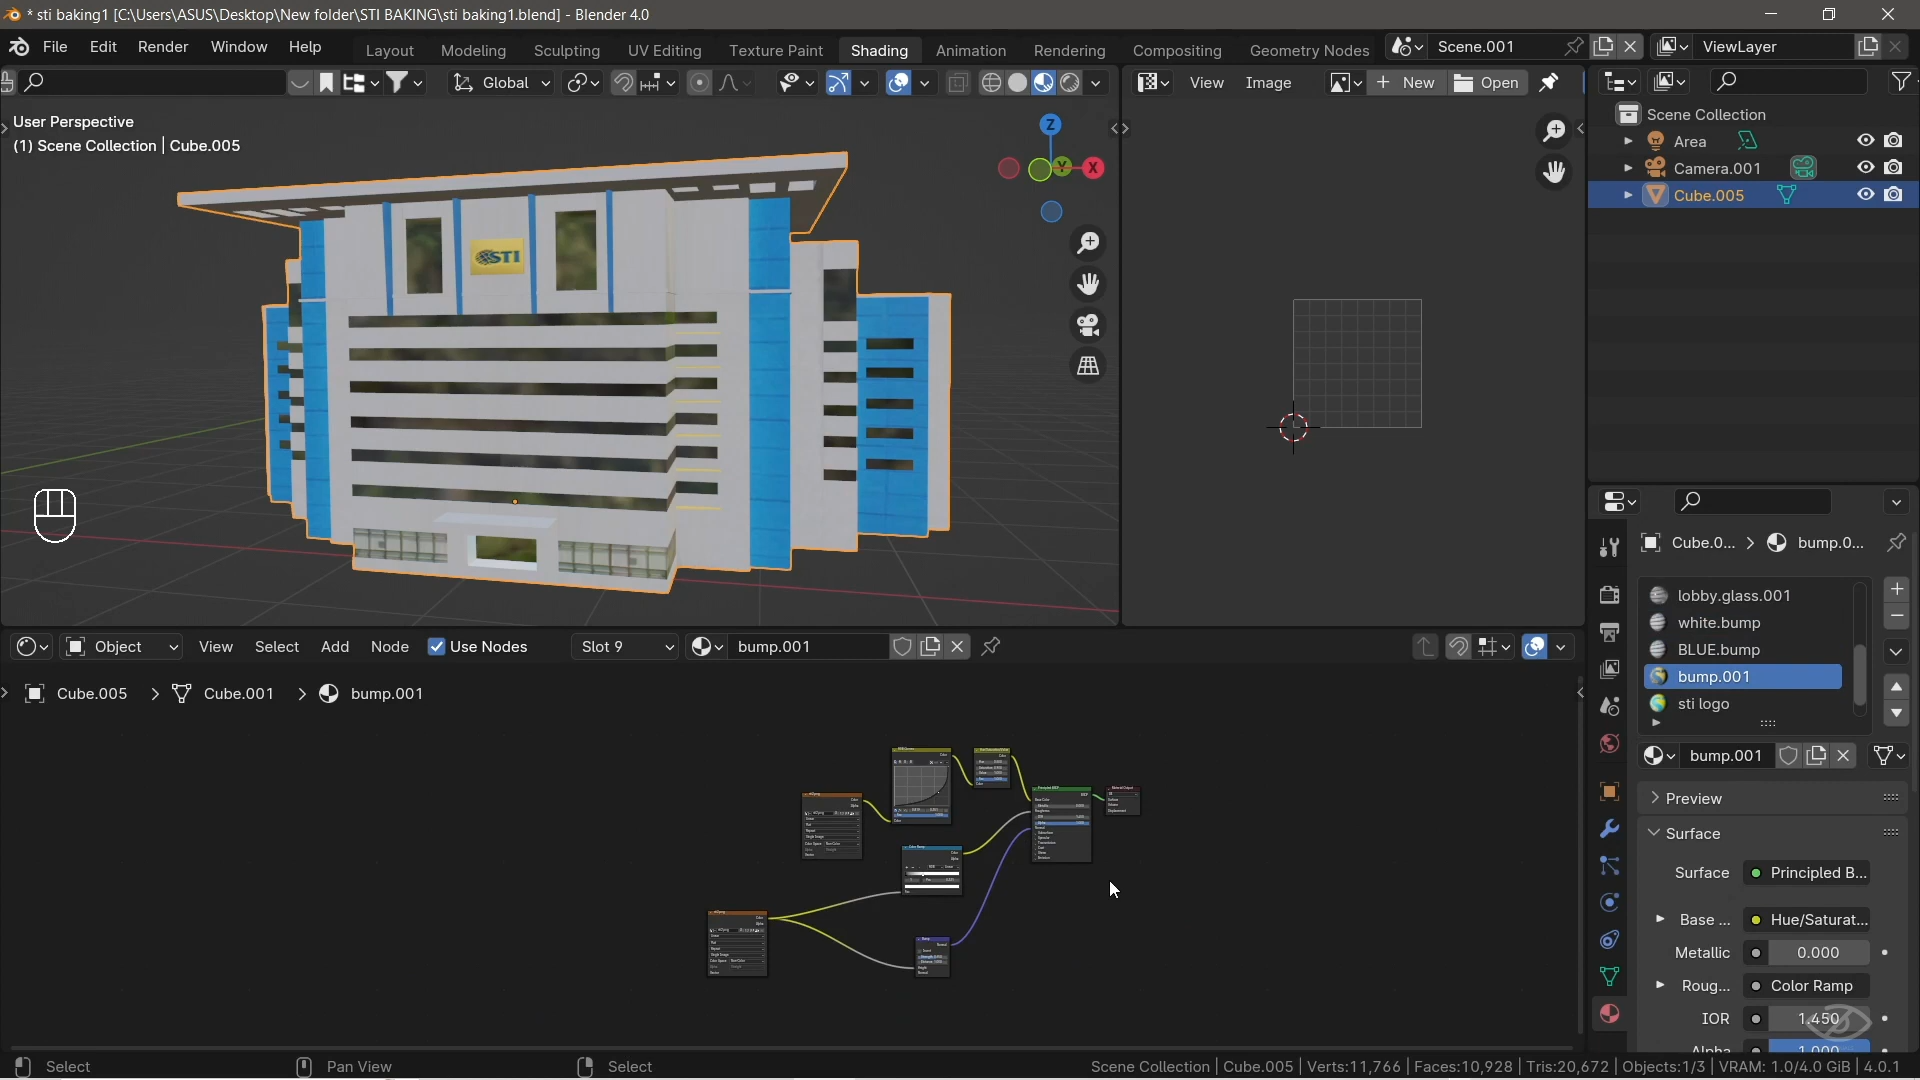 * sti baking1 [C:\Users\ASUS\Desktop\New folder\STI BAKING\sti baking1.blend] - Blender 4.0
File Edit Render Window Help Layout Modeling Sculpting UV Editing Texture Paint Shading Animation Rendering Compositing Geometry Nodes Scene.001 ViewLayer
Global View Image New Open
User Perspective
(1) Scene Collection | Cube.005
Z
Y
X
STI
Scene Collection
Area
Camera.001
Cube.005
Cube.0... > bump.0...
lobby.glass.001
white.bump
BLUE.bump
bump.001
sti logo
bump.001
Preview
Surface
Surface Principled B...
Base ... Hue/Saturat...
Metallic 0.000
Roug... Color Ramp
IOR 1.450
Alpha 1.000
Object View Select Add Node Use Nodes Slot 9 bump.001
Cube.005 > Cube.001 > bump.001
Select Pan View Select Scene Collection | Cube.005 | Verts:11,766 | Faces:10,928 | Tris:20,672 | Objects:1/3 | VRAM: 1.0/4.0 GiB | 4.0.1